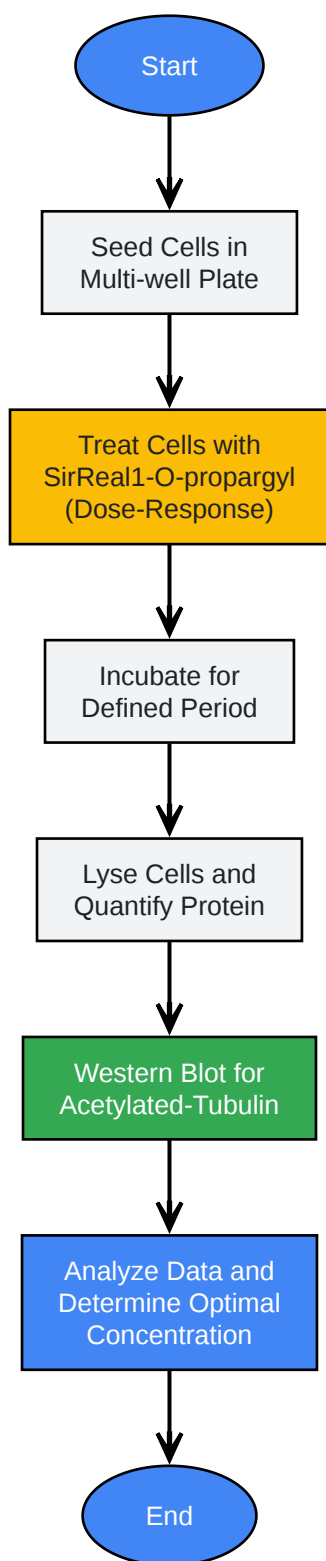 Start
Seed Cells in
Multi-well Plate
Treat Cells with
SirReal1-O-propargyl
(Dose-Response)
Incubate for
Defined Period
Lyse Cells and
Quantify Protein
Western Blot for
Acetylated-Tubulin
Analyze Data and
Determine Optimal
Concentration
End